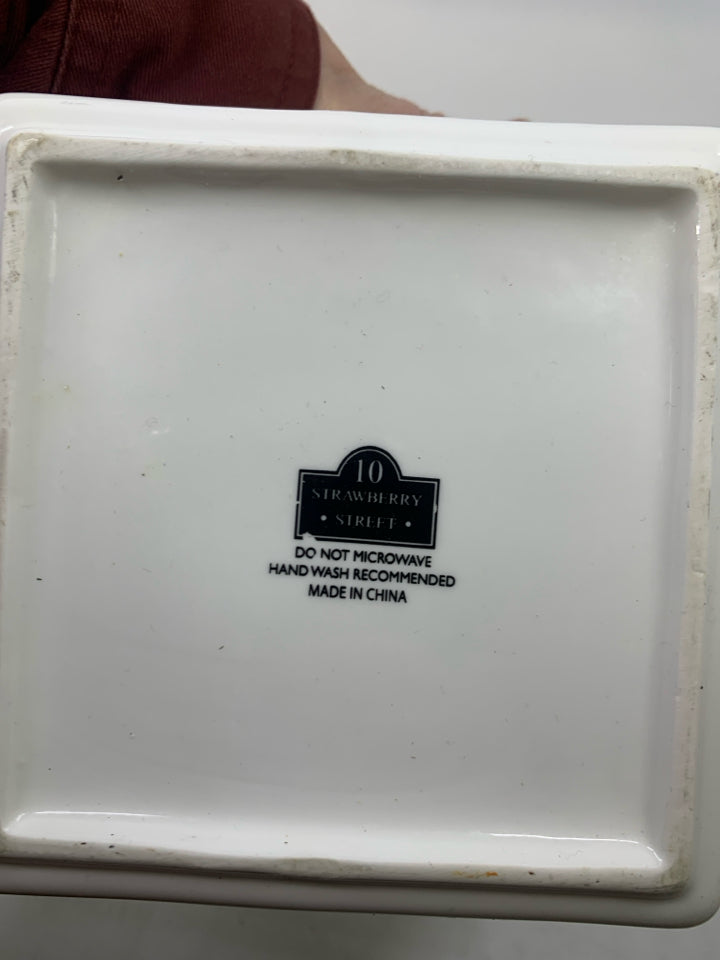 10
STRAWBERRY
• STREET •
DO NOT MICROWAVE
HAND WASH RECOMMENDED
MADE IN CHINA